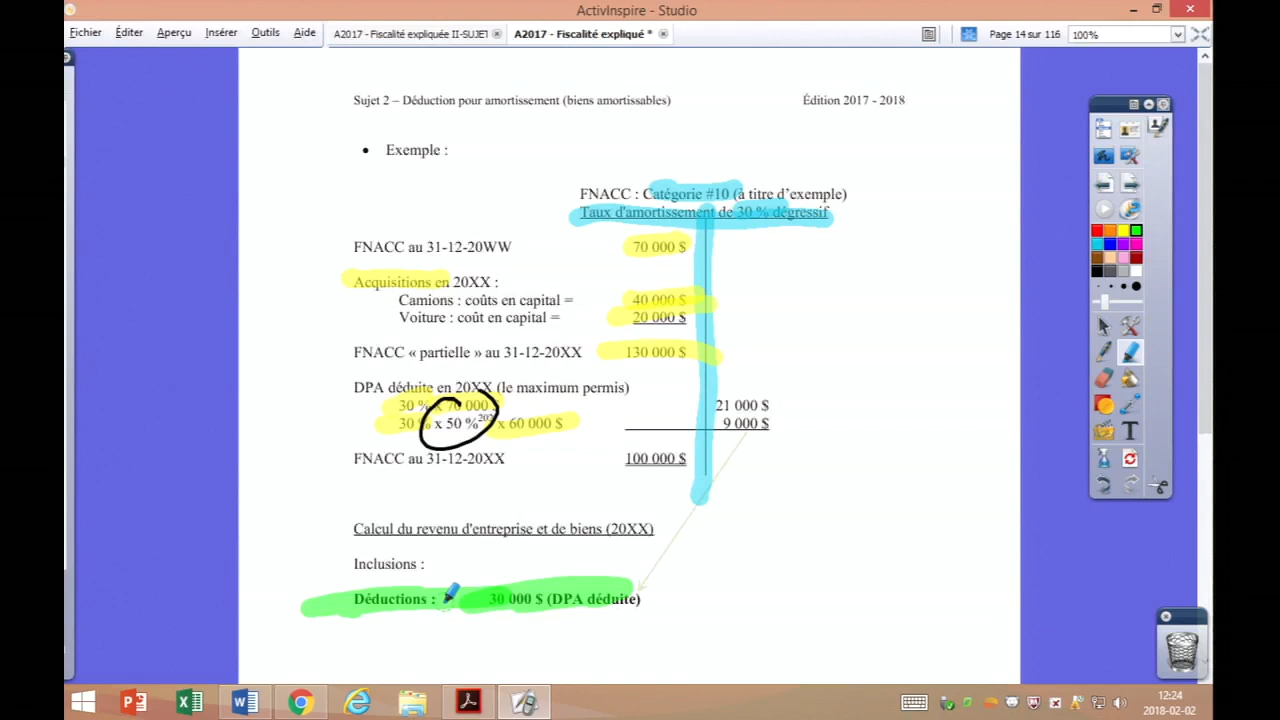 ActivInspire - Studio
Fichier Éditer Aperçu Insérer Outils Aide
A2017 - Fiscalité expliquée II-SUJET
A2017 - Fiscalité expliqué *
Page 14 sur 116
100%
Sujet 2 – Déduction pour amortissement (biens amortissables) Édition 2017 - 2018
• Exemple :
FNACC : Catégorie #10 (à titre d'exemple)
Taux d'amortissement de 30 % dégressif
FNACC au 31-12-20WW 70 000 $
Acquisitions en 20XX :
Camions : coûts en capital = 40 000 $
Voiture : coût en capital = 20 000 $
FNACC « partielle » au 31-12-20XX 130 000 $
DPA déduite en 20XX (le maximum permis)
30 % x 70 000 $ 21 000 $
30 % x 50 % x 60 000 $ 9 000 $
FNACC au 31-12-20XX 100 000 $
Calcul du revenu d'entreprise et de biens (20XX)
Inclusions :
Déductions : 30 000 $ (DPA déduite)
12:24
2018-02-02